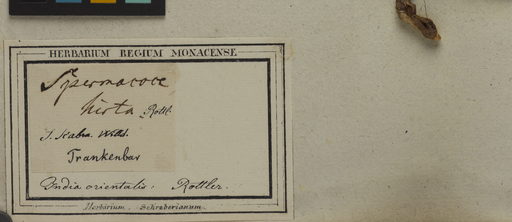 HERBARIUM REGIUM MONACENSE
Spermacoce
hirta Rottl.
S. scabra. Willd.
Trankenbar
India orientalis. Rottler.
Herbarium Schreberianum.